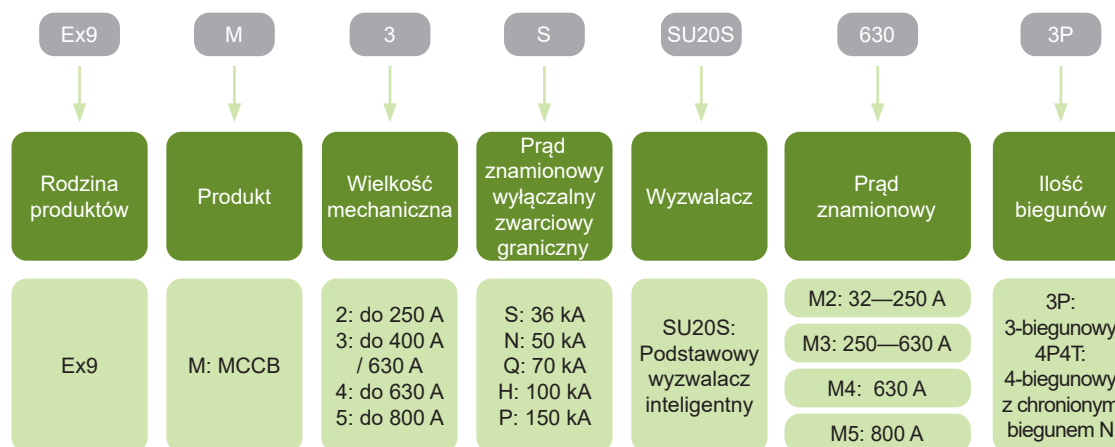 Ex9
M
3
S
SU20S
630
3P
Rodzina
produktów
Produkt
Wielkość
mechaniczna
Prąd
znamionowy
wyłączalny
zwarciowy
graniczny
Wyzwalacz
Prąd
znamionowy
Ilość
biegunów
Ex9
M: MCCB
2: do 250 A
3: do 400 A
/ 630 A
4: do 630 A
5: do 800 A
S: 36 kA
N: 50 kA
Q: 70 kA
H: 100 kA
P: 150 kA
SU20S:
Podstawowy
wyzwalacz
inteligentny
M2: 32—250 A
M3: 250—630 A
M4: 630 A
M5: 800 A
3P:
3-biegunowy
4P4T:
4-biegunowy
z chronionym
biegunem N